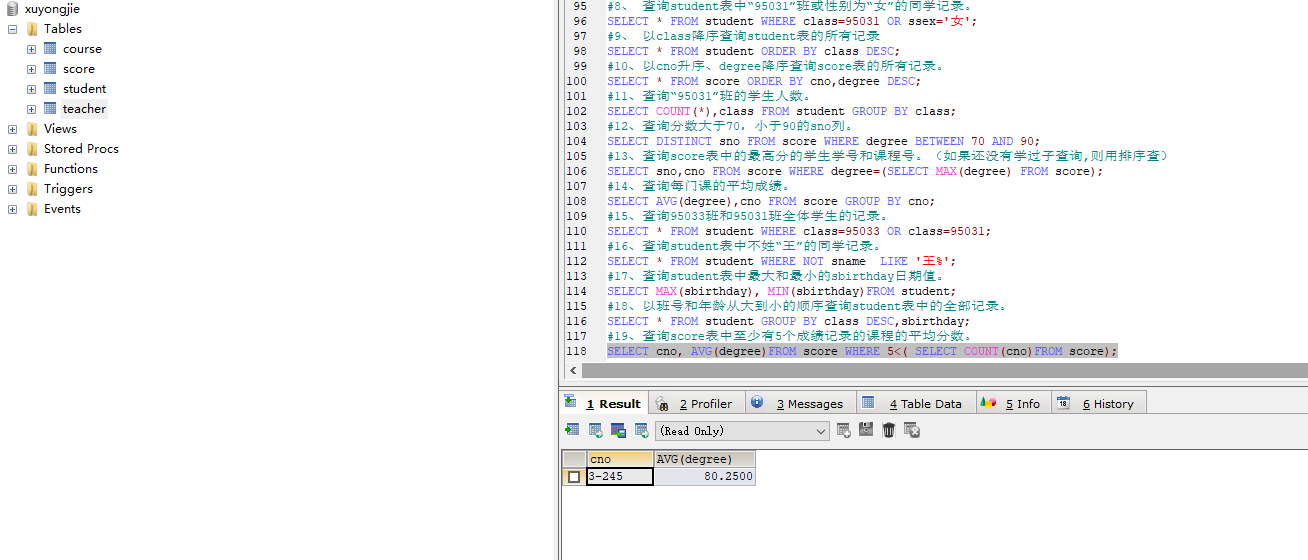 xuyongjie
Tables
course
score
student
teacher
Views
Stored Procs
Functions
Triggers
Events
95 #8、 查询student表中“95031”班或性别为“女”的同学记录。
96 SELECT * FROM student WHERE class=95031 OR ssex='女';
97 #9、 以class降序查询student表的所有记录
98 SELECT * FROM student ORDER BY class DESC;
99 #10、以cno升序、degree降序查询score表的所有记录。
100 SELECT * FROM score ORDER BY cno,degree DESC;
101 #11、查询“95031”班的学生人数。
102 SELECT COUNT(*),class FROM student GROUP BY class;
103 #12、查询分数大于70，小于90的sno列。
104 SELECT DISTINCT sno FROM score WHERE degree BETWEEN 70 AND 90;
105 #13、查询score表中的最高分的学生学号和课程号。（如果还没有学过子查询,则用排序查）
106 SELECT sno,cno FROM score WHERE degree=(SELECT MAX(degree) FROM score);
107 #14、查询每门课的平均成绩。
108 SELECT AVG(degree),cno FROM score GROUP BY cno;
109 #15、查询95033班和95031班全体学生的记录。
110 SELECT * FROM student WHERE class=95033 OR class=95031;
111 #16、查询student表中不姓“王”的同学记录。
112 SELECT * FROM student WHERE NOT sname  LIKE '王%';
113 #17、查询student表中最大和最小的sbirthday日期值。
114 SELECT MAX(sbirthday), MIN(sbirthday)FROM student;
115 #18、以班号和年龄从大到小的顺序查询student表中的全部记录。
116 SELECT * FROM student GROUP BY class DESC,sbirthday;
117 #19、查询score表中至少有5个成绩记录的课程的平均分数。
118 SELECT cno, AVG(degree)FROM score WHERE 5<( SELECT COUNT(cno)FROM score);
1 Result 2 Profiler 3 Messages 4 Table Data 5 Info 6 History
(Read Only)
cno AVG(degree)
3-245 80.2500